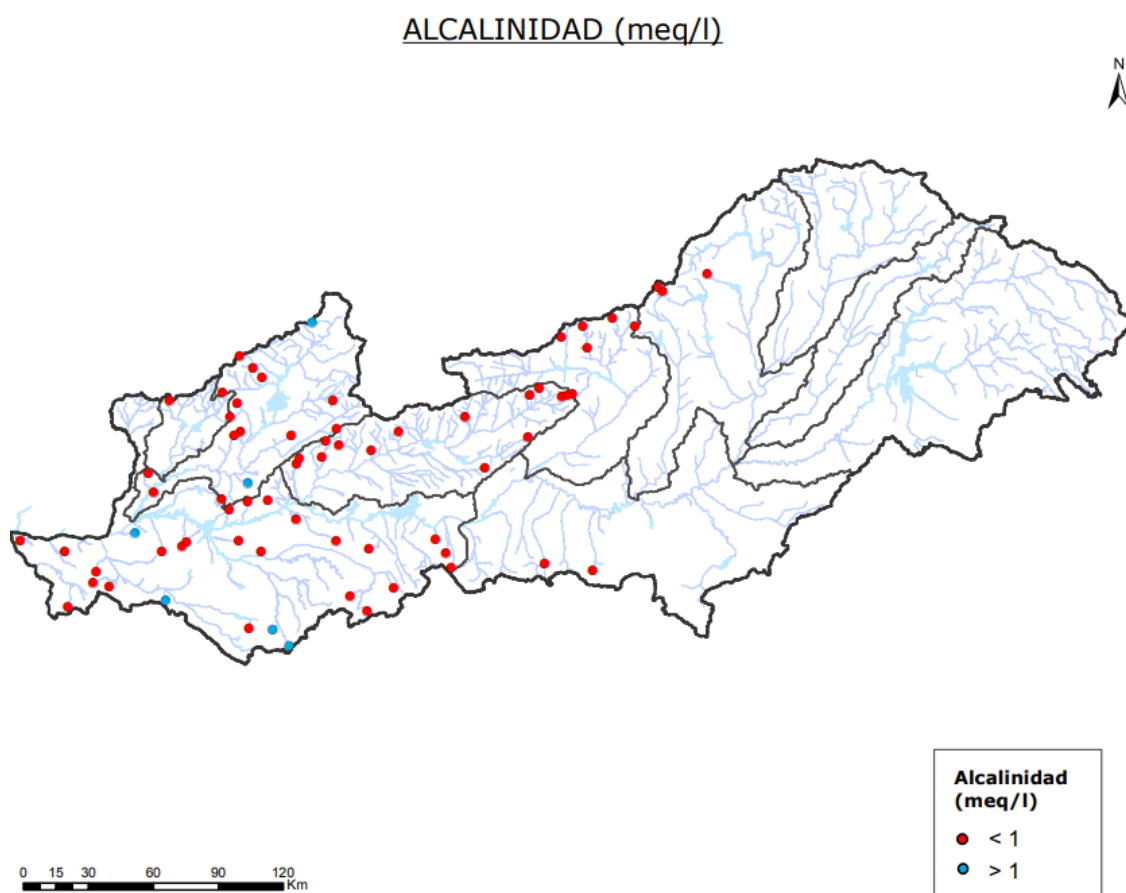 ALCALINIDAD (meq/l)
N
Alcalinidad
(meq/l)
< 1
> 1
0 15 30 60 90 120
Km